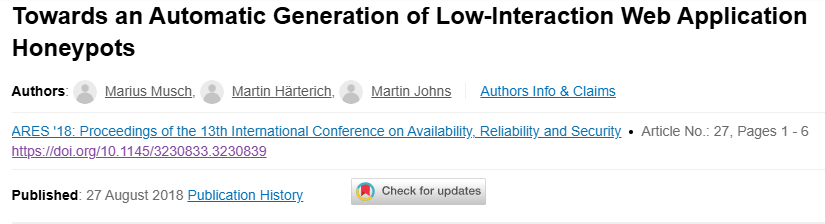 Towards an Automatic Generation of Low-Interaction Web Application
Honeypots
Authors: Marius Musch, Martin Härterich, Martin Johns Authors Info & Claims
ARES '18: Proceedings of the 13th International Conference on Availability, Reliability and Security • Article No.: 27, Pages 1 - 6
https://doi.org/10.1145/3230833.3230839
Published: 27 August 2018 Publication History Check for updates